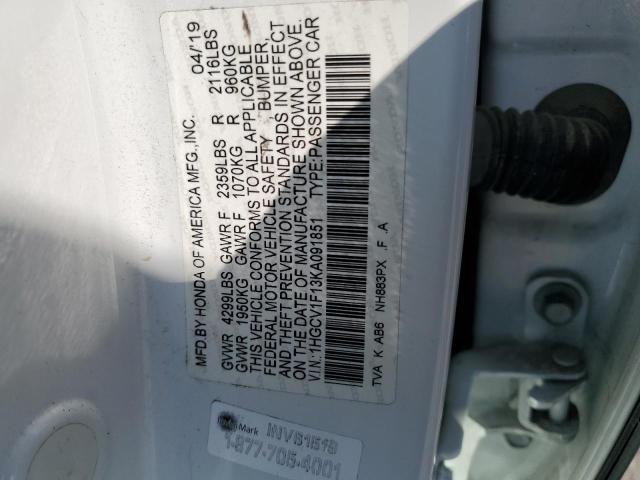 MFD.BY HONDA OF AMERICA MFG.,INC. 04/'19
GVWR 4299LBS GAWR F 2359LBS R 2116LBS
GVWR 1950KG GAWR F 1070KG R 960KG
THIS VEHICLE CONFORMS TO ALL APPLICABLE
FEDERAL MOTOR VEHICLE SAFETY BUMPER,
AND THEFT PREVENTION STANDARDS IN EFFECT
ON THE DATE OF MANUFACTURE SHOWN ABOVE.
V.I.N:1HGCV1F13KA091851 TYPE:PASSENGER CAR
TVA K AB6 NH883PX .F .A
Mark INV5151B
1-877-705-4001